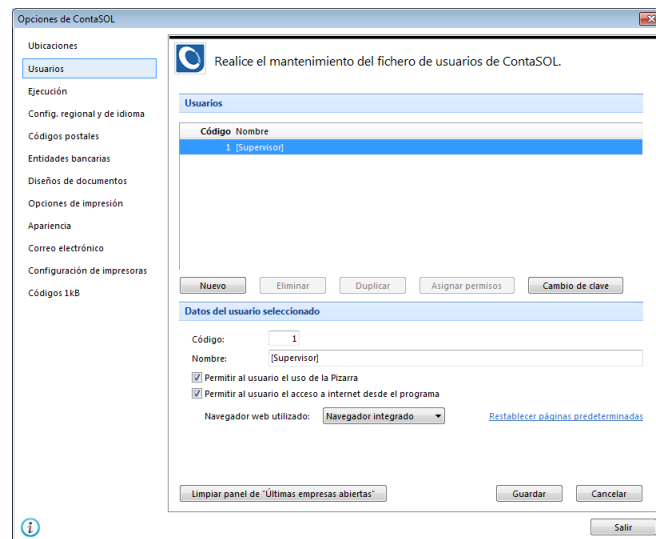 Opciones de ContaSOL
Ubicaciones
Usuarios
Ejecución
Config. regional y de idioma
Códigos postales
Entidades bancarias
Diseños de documentos
Opciones de impresión
Apariencia
Correo electrónico
Configuración de impresoras
Códigos 1kB
Realice el mantenimiento del fichero de usuarios de ContaSOL.
Usuarios
Código Nombre
1 [Supervisor]
Nuevo Eliminar Duplicar Asignar permisos Cambio de clave
Datos del usuario seleccionado
Código: 1
Nombre: [Supervisor]
Permitir al usuario el uso de la Pizarra
Permitir al usuario el acceso a internet desde el programa
Navegador web utilizado: Navegador integrado Restablecer páginas predeterminadas
Limpiar panel de "Últimas empresas abiertas" Guardar Cancelar
Salir